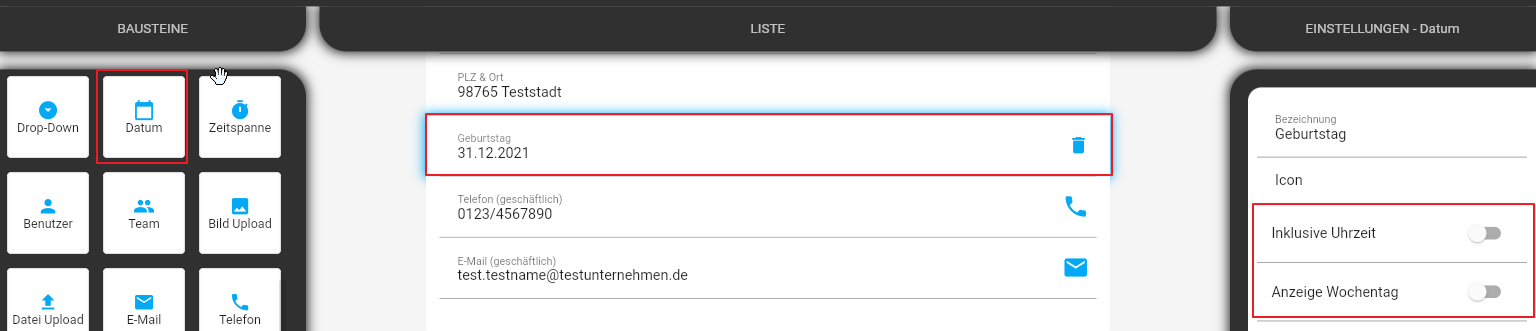 BAUSTEINE
Drop-Down
Datum
Zeitspanne
Benutzer
Team
Bild Upload
Datei Upload
E-Mail
Telefon
LISTE
PLZ & Ort
98765 Teststadt
Geburtstag
31.12.2021
Telefon (geschäftlich)
0123/4567890
E-Mail (geschäftlich)
test.testname@testunternehmen.de
EINSTELLUNGEN - Datum
Bezeichnung
Geburtstag
Icon
Inklusive Uhrzeit
Anzeige Wochentag